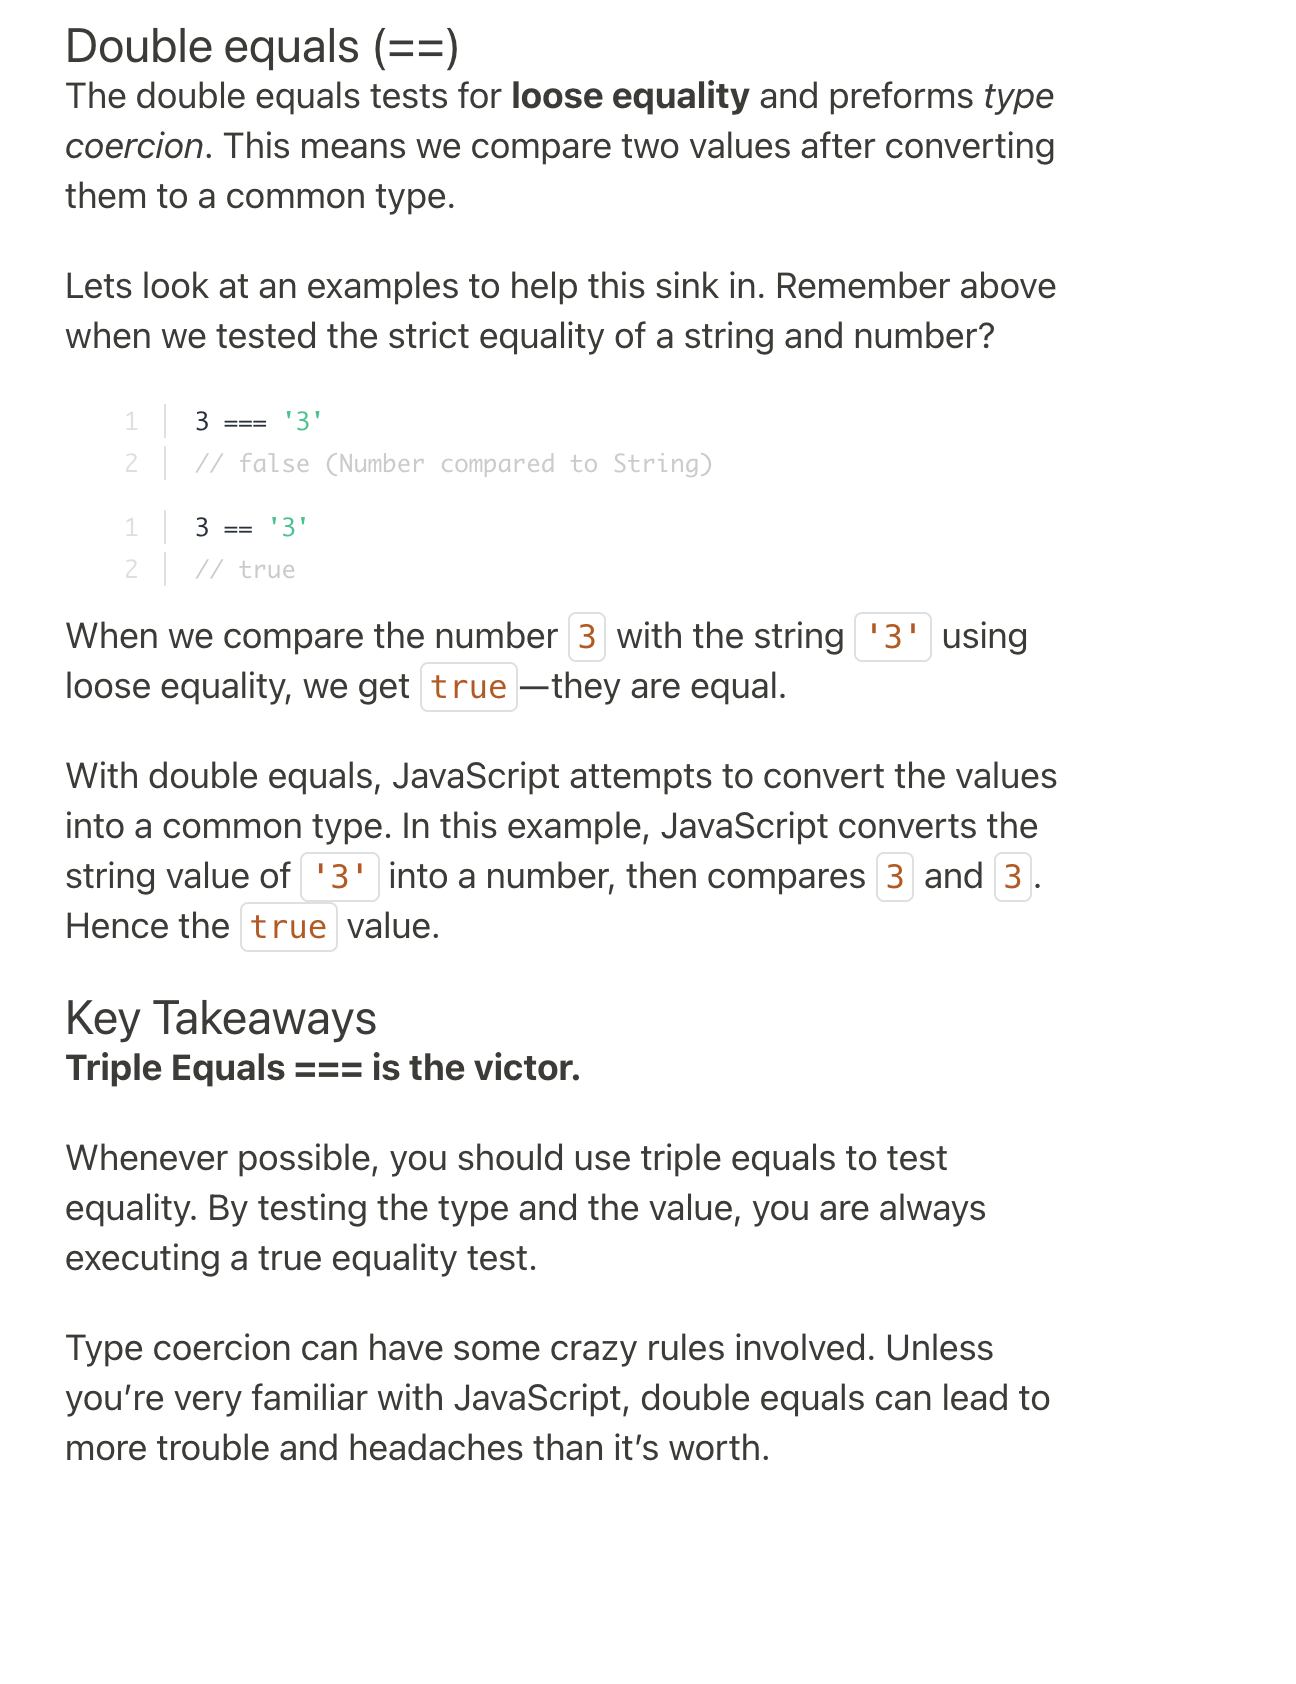 Double equals (==)
The double equals tests for loose equality and preforms type
coercion. This means we compare two values after converting
them to a common type.
Lets look at an examples to help this sink in. Remember above
when we tested the strict equality of a string and number?
1 3 === '3'
2 // false (Number compared to String)
1 3 == '3'
2 // true
When we compare the number 3 with the string '3' using
loose equality, we get true—they are equal.
With double equals, JavaScript attempts to convert the values
into a common type. In this example, JavaScript converts the
string value of '3' into a number, then compares 3 and 3.
Hence the true value.
Key Takeaways
Triple Equals === is the victor.
Whenever possible, you should use triple equals to test
equality. By testing the type and the value, you are always
executing a true equality test.
Type coercion can have some crazy rules involved. Unless
you’re very familiar with JavaScript, double equals can lead to
more trouble and headaches than it’s worth.